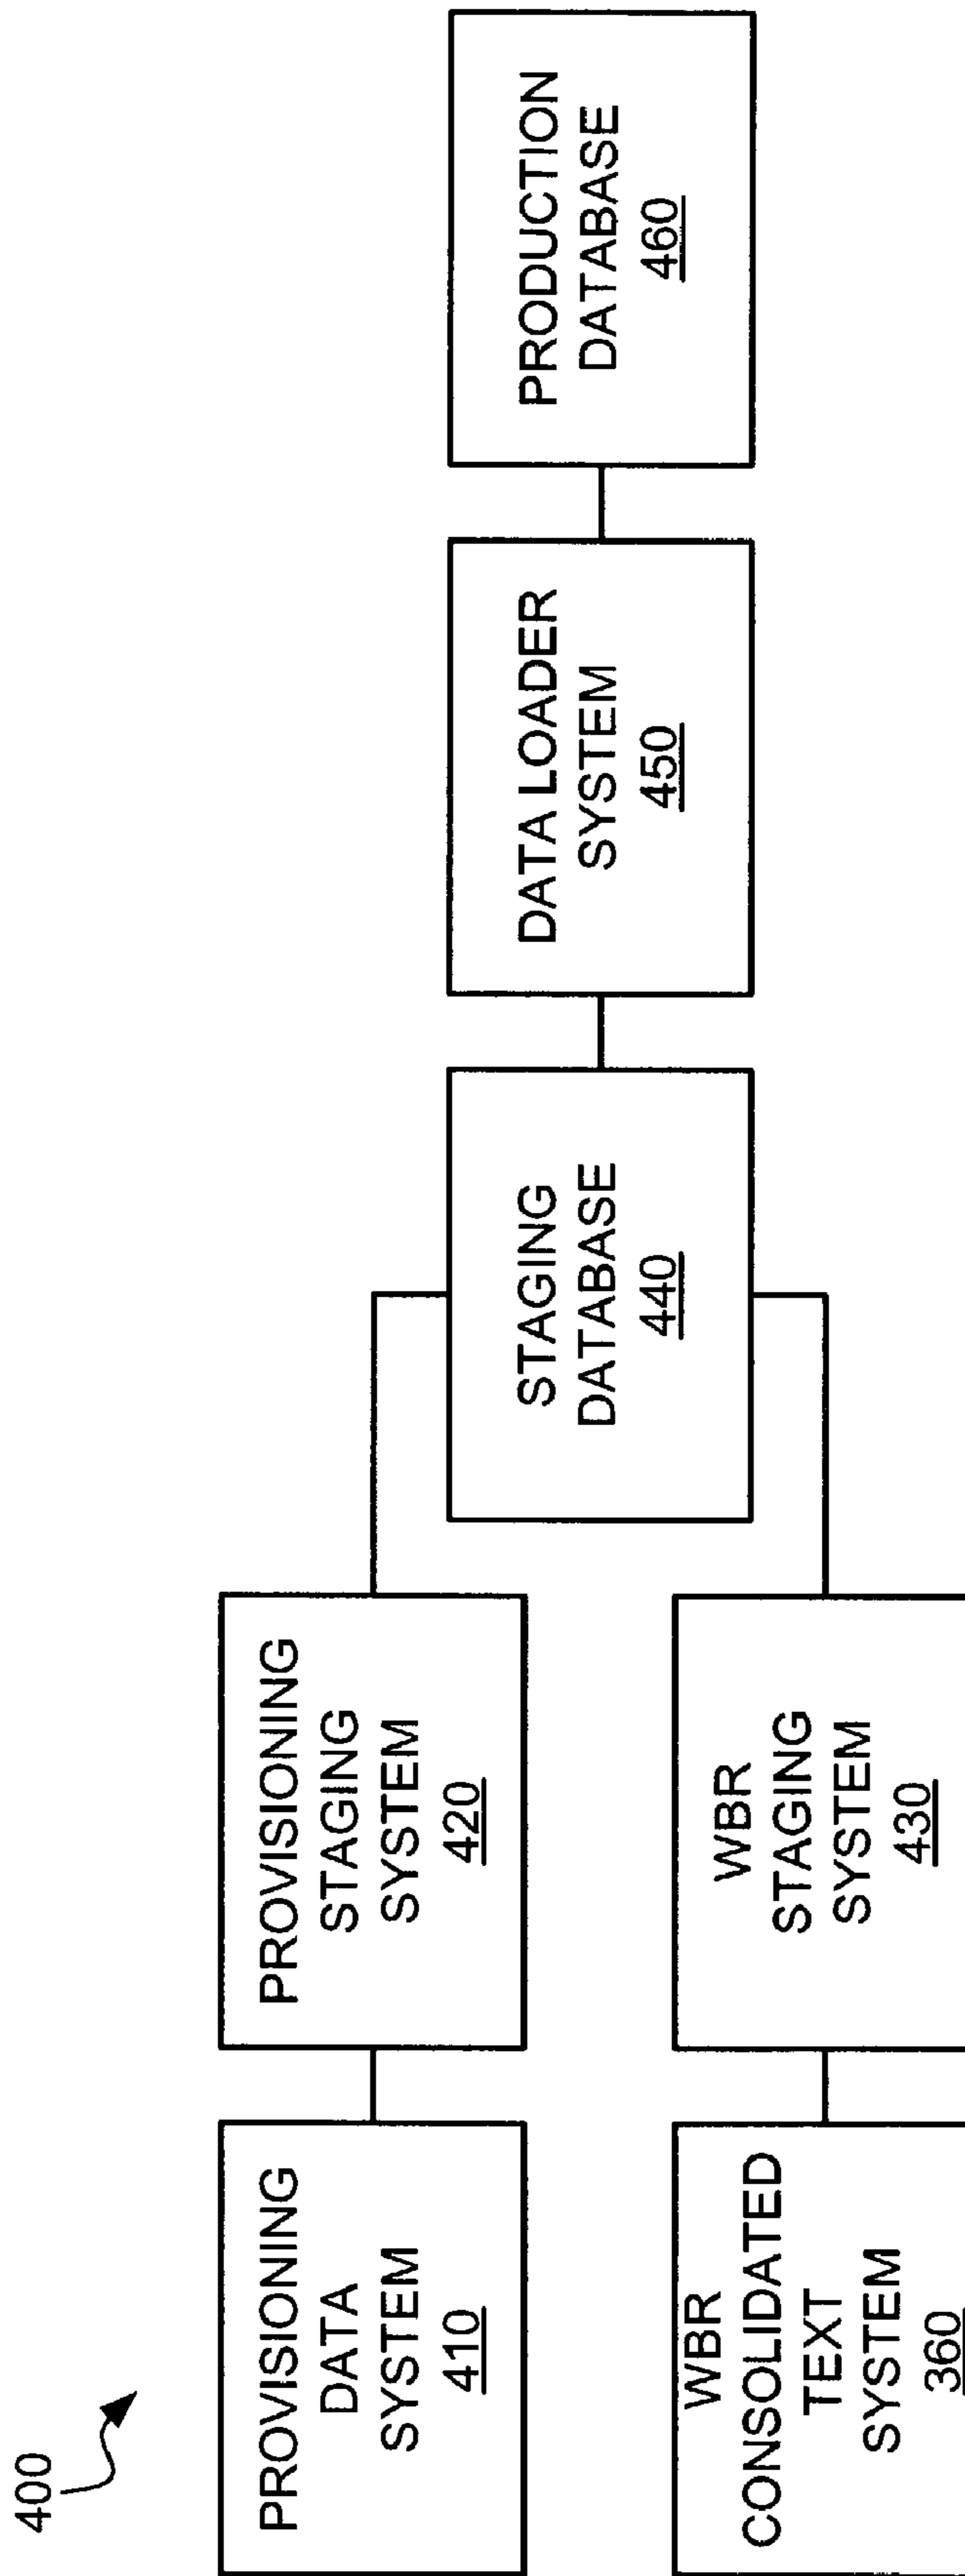 400
PROVISIONING
DATA
SYSTEM
410
PROVISIONING
STAGING
SYSTEM
420
WBR
CONSOLIDATED
TEXT
SYSTEM
360
WBR
STAGING
SYSTEM
430
STAGING
DATABASE
440
DATA LOADER
SYSTEM
450
PRODUCTION
DATABASE
460